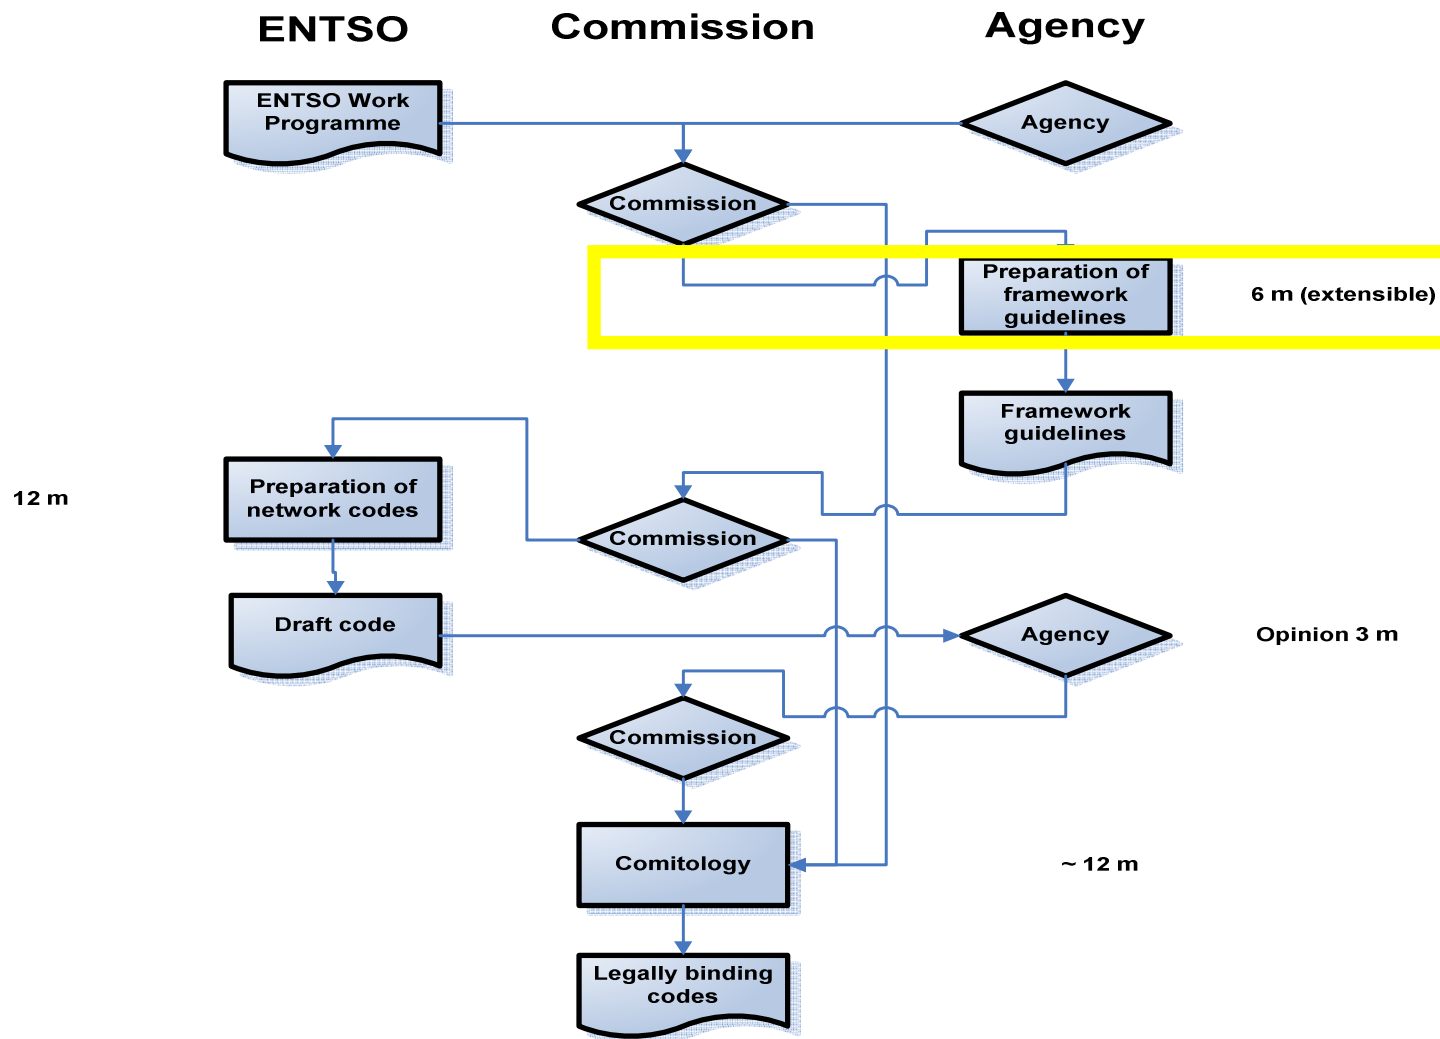 ENTSO
Commission
Agency
ENTSO Work
Programme
Agency
Commission
Preparation of
framework
guidelines
6 m (extensible)
Framework
guidelines
12 m
Preparation of
network codes
Commission
Draft code
Agency
Opinion 3 m
Commission
Comitology
~ 12 m
Legally binding
codes